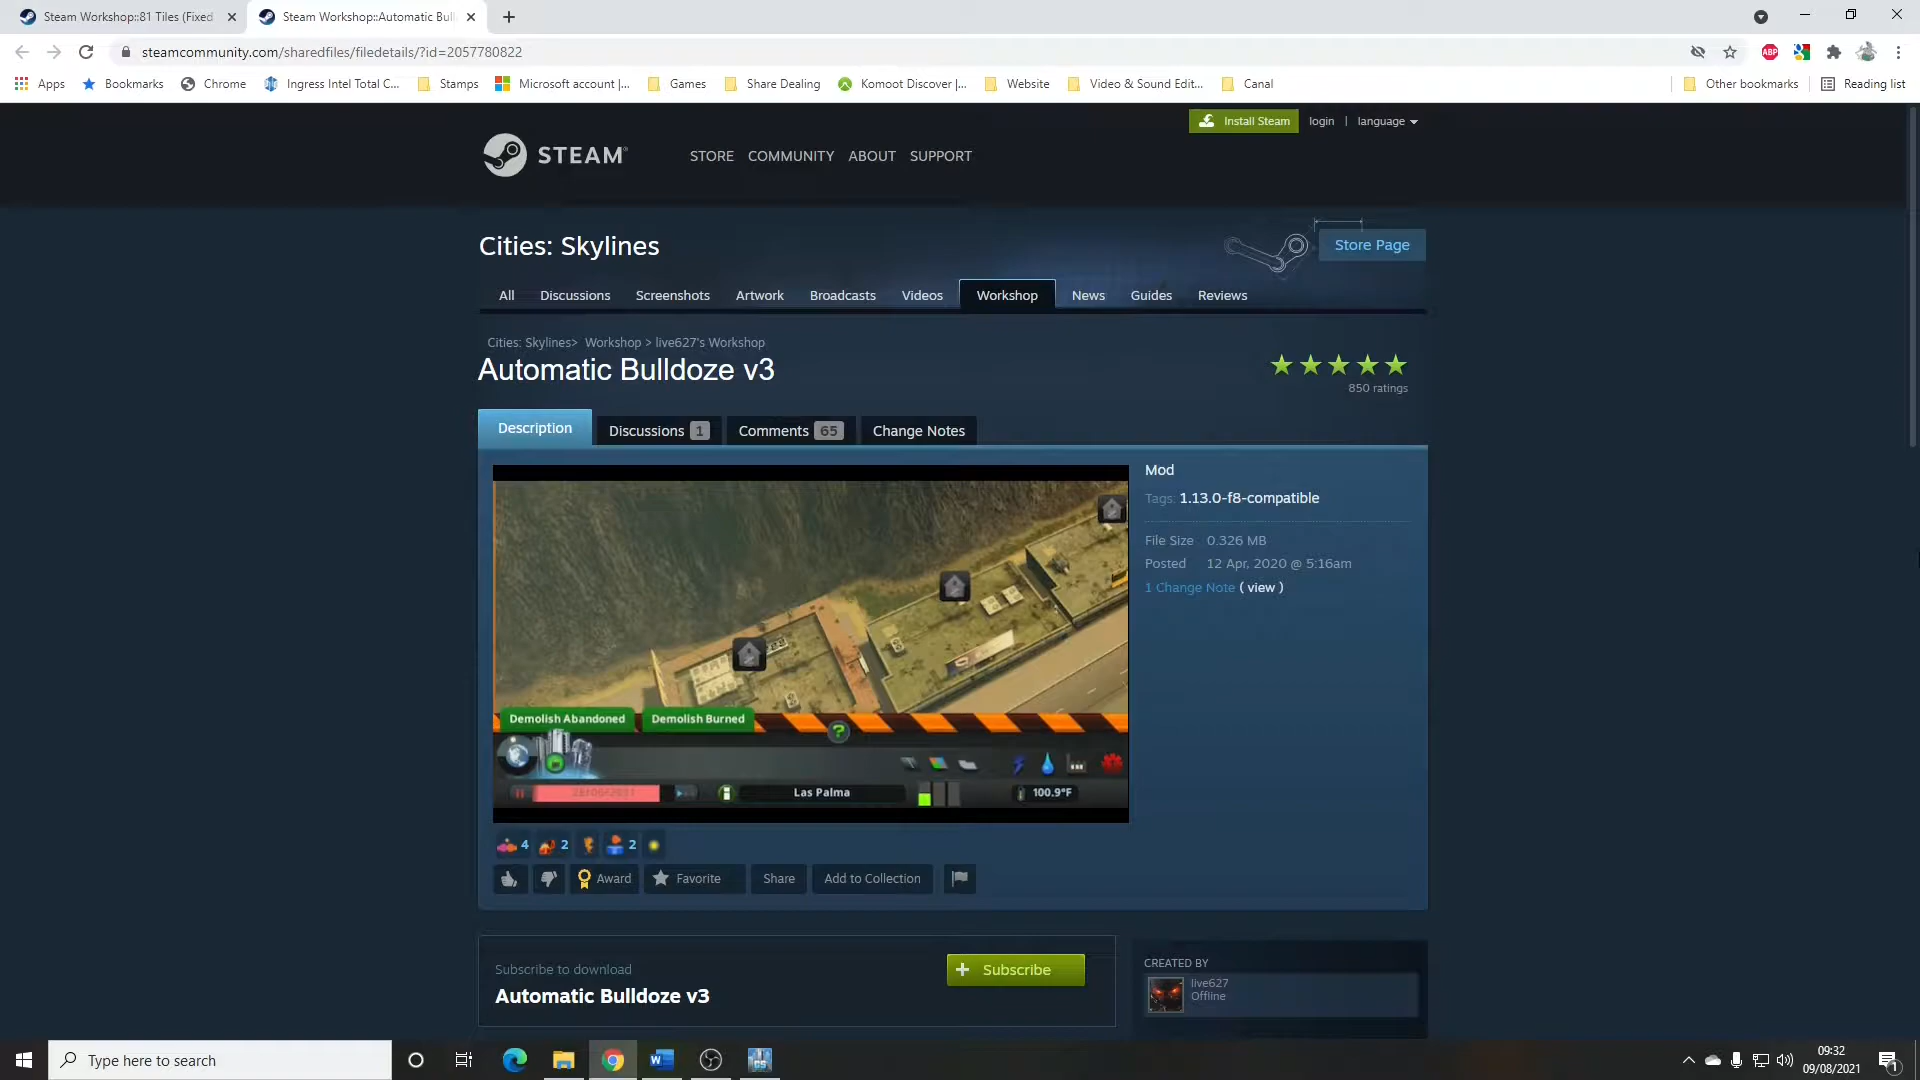 Steam Workshop::81 Tiles (Fixed
Steam Workshop::Automatic Bull
steamcommunity.com/sharedfiles/filedetails/?id=2057780822
ABP
Apps
Bookmarks
Chrome
Ingress Intel Total C...
Stamps
Microsoft account |...
Games
Share Dealing
Komoot Discover |...
Website
Video & Sound Edit...
Canal
Other bookmarks
Reading list
Install Steam
login | language
STEAM
STORE COMMUNITY ABOUT SUPPORT
Cities: Skylines
Store Page
All Discussions Screenshots Artwork Broadcasts Videos Workshop News Guides Reviews
Cities: Skylines> Workshop > live627's Workshop
Automatic Bulldoze v3
850 ratings
Description
Discussions 1
Comments 65
Change Notes
Mod
Tags: 1.13.0-f8-compatible
File Size 0.326 MB
Posted 12 Apr, 2020 @ 5:16am
1 Change Note ( view )
Demolish Abandoned
Demolish Burned
?
Las Palma
100.9°F
4 2 2
Award
Favorite
Share
Add to Collection
Subscribe to download
Automatic Bulldoze v3
Subscribe
CREATED BY
live627
Offline
Type here to search
09:32
09/08/2021
1